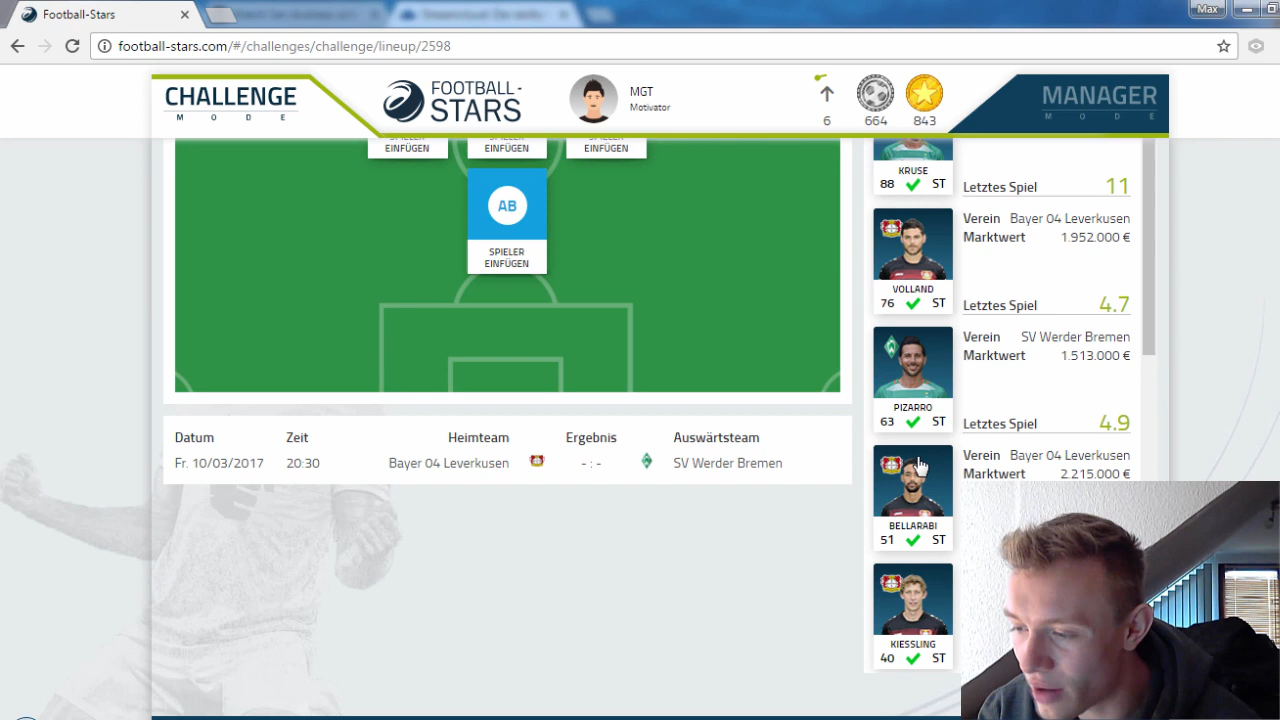 Football-Stars
Max
football-stars.com/#/challenges/challenge/lineup/2598
CHALLENGE
MODE
FOOTBALL-
STARS
MGT
Motivator
6
664
843
MANAGER
MODE
EINFÜGEN
EINFÜGEN
EINFÜGEN
AB
SPIELER
EINFÜGEN
KRUSE
88 ST
Letztes Spiel 11
Verein Bayer 04 Leverkusen
Marktwert 1.952.000 €
VOLLAND
76 ST
Letztes Spiel 4.7
Verein SV Werder Bremen
Marktwert 1.513.000 €
PIZARRO
63 ST
Letztes Spiel 4.9
Verein Bayer 04 Leverkusen
Marktwert 2.215.000 €
BELLARABI
51 ST
KIESSLING
40 ST
Datum Zeit Heimteam Ergebnis Auswärtsteam
Fr. 10/03/2017 20:30 Bayer 04 Leverkusen - : - SV Werder Bremen